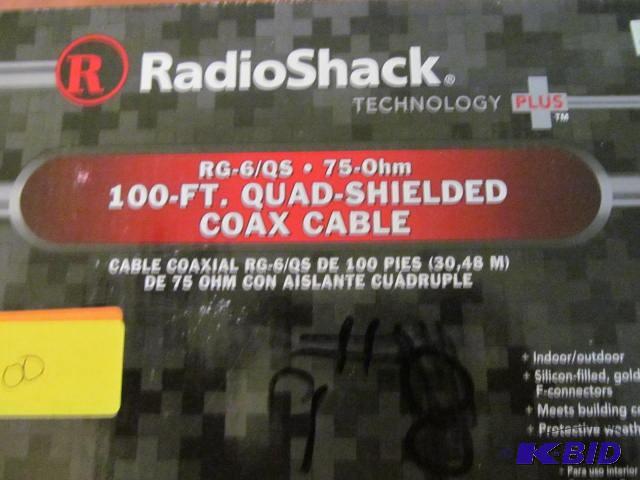 R RadioShack®
TECHNOLOGY PLUS™
RG-6/QS • 75-Ohm
100-FT. QUAD-SHIELDED
COAX CABLE
CABLE COAXIAL RG-6/QS DE 100 PIES (30,48 M)
DE 75 OHM CON AISLANTE CUÁDRUPLE
+ Indoor/outdoor
+ Silicon-filled, gold
F-connectors
+ Meets building
+ Protective
K-BID
+ Para uso interior